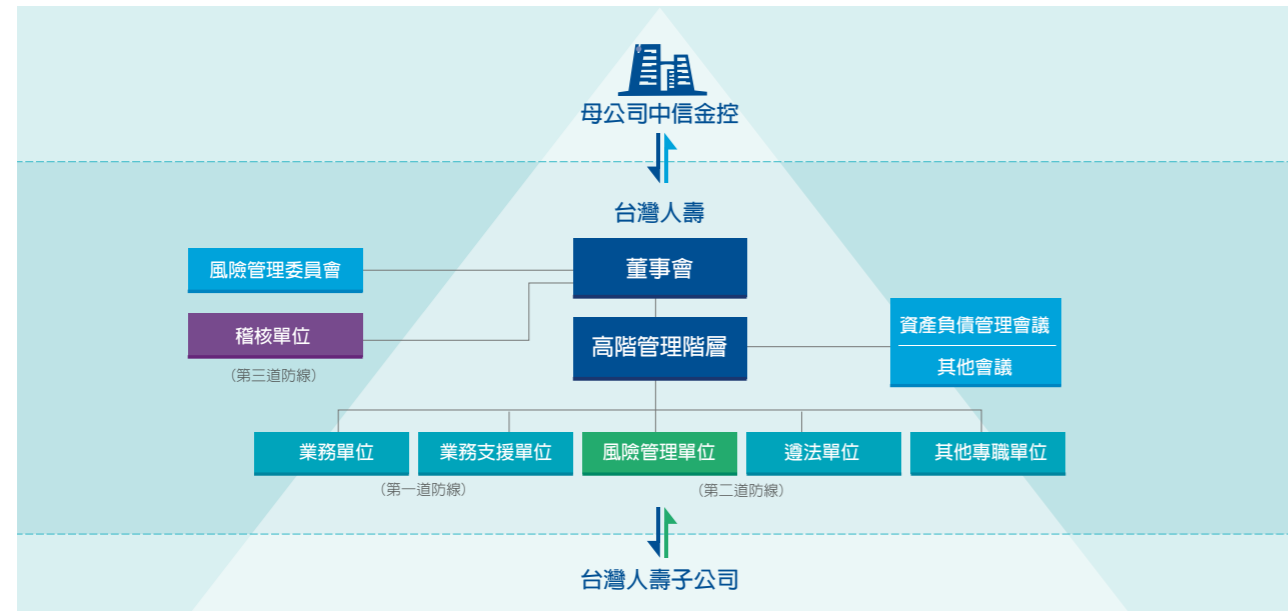 母公司中信金控
台灣人壽
董事會
風險管理委員會
稽核單位
（第三道防線）
高階管理階層
資產負債管理會議
其他會議
業務單位
業務支援單位
風險管理單位
遵法單位
其他專職單位
（第一道防線）
（第二道防線）
台灣人壽子公司